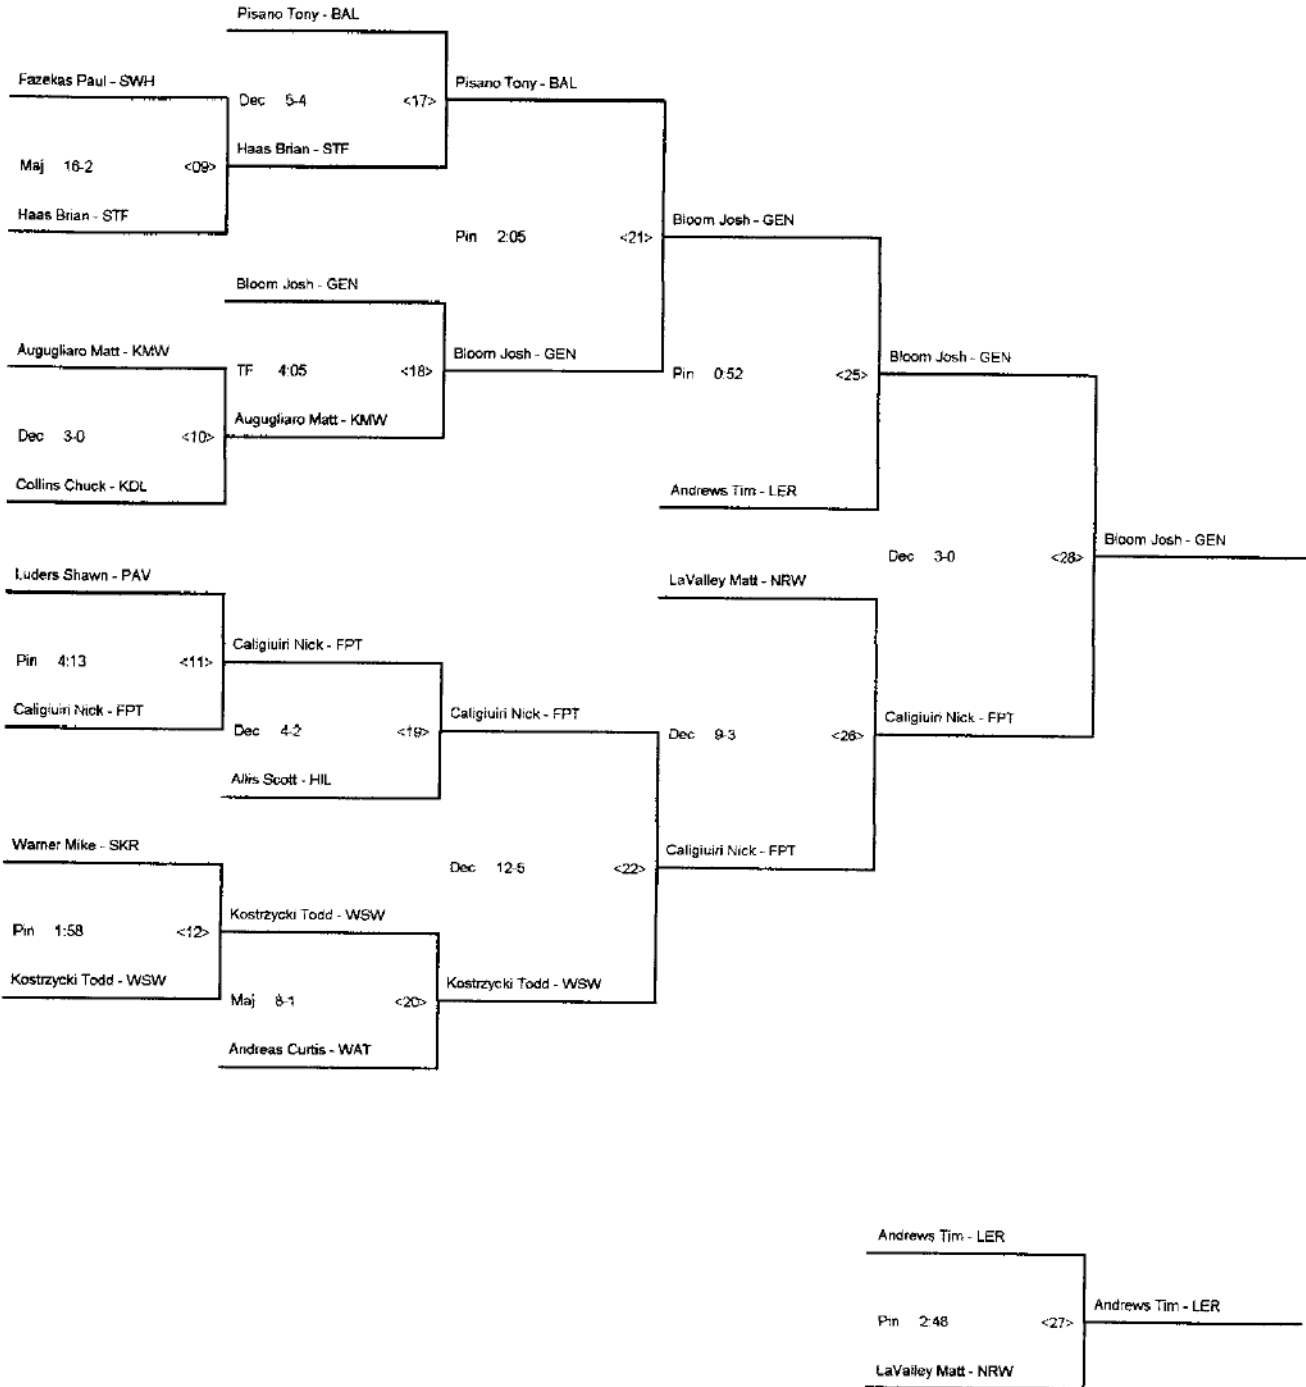 Pisano Tony - BAL
Fazekas Paul - SWH
Pisano Tony - BAL
Dec 5-4 <17>
Haas Brian - STF
Maj 16-2 <09>
Haas Brian - STF
Bloom Josh - GEN
Pin 2:05 <21>
Bloom Josh - GEN
Augugliaro Matt - KMW
Bloom Josh - GEN
Bloom Josh - GEN
TF 4:05 <18>
Pin 0:52 <25>
Augugliaro Matt - KMW
Dec 3-0 <10>
Collins Chuck - KDL
Andrews Tim - LER
Bloom Josh - GEN
Dec 3-0 <28>
Luders Shawn - PAV
LaValley Matt - NRW
Caligiuiri Nick - FPT
Pin 4:13 <11>
Caligiuiri Nick - FPT
Caligiuiri Nick - FPT
Caligiuiri Nick - FPT
Dec 4-2 <19>
Dec 9-3 <26>
Allis Scott - HIL
Warner Mike - SKR
Caligiuiri Nick - FPT
Dec 12-5 <22>
Kostrzycki Todd - WSW
Pin 1:58 <12>
Kostrzycki Todd - WSW
Kostrzycki Todd - WSW
Maj 8-1 <20>
Andreas Curtis - WAT
Andrews Tim - LER
Andrews Tim - LER
Pin 2:48 <27>
LaValley Matt - NRW